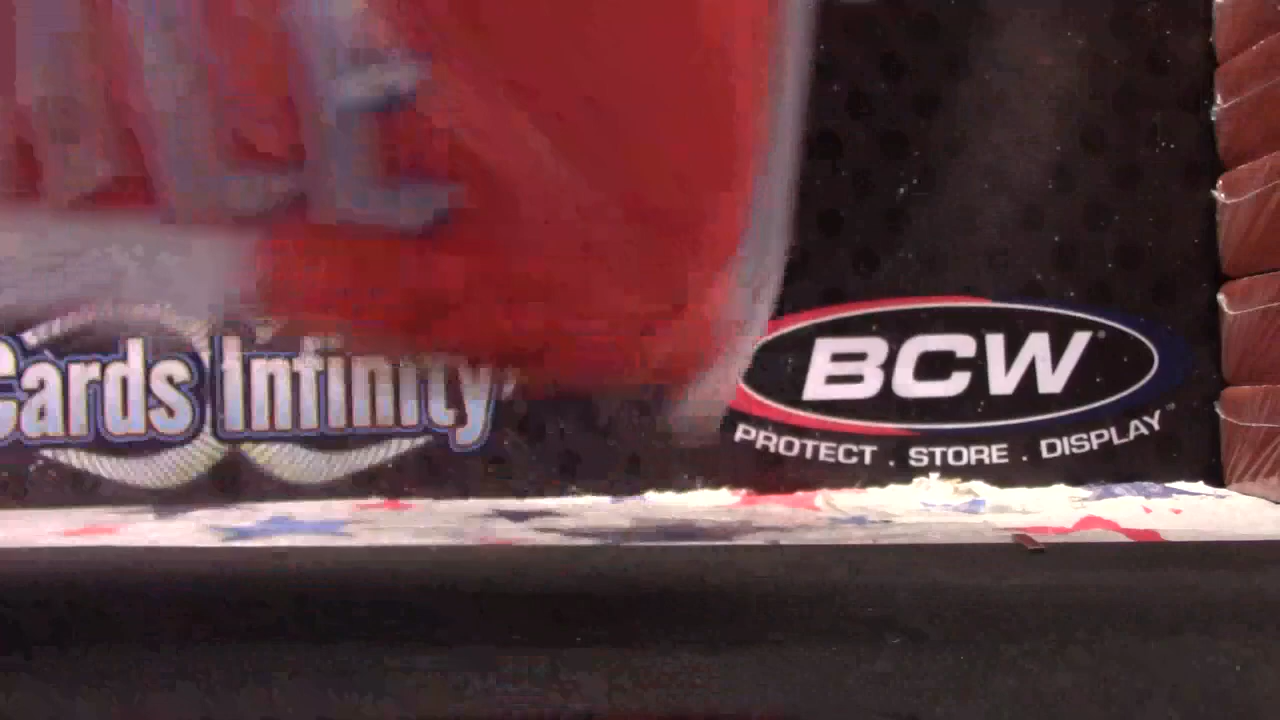 Cards Infinity
BCW
PROTECT . STORE . DISPLAY